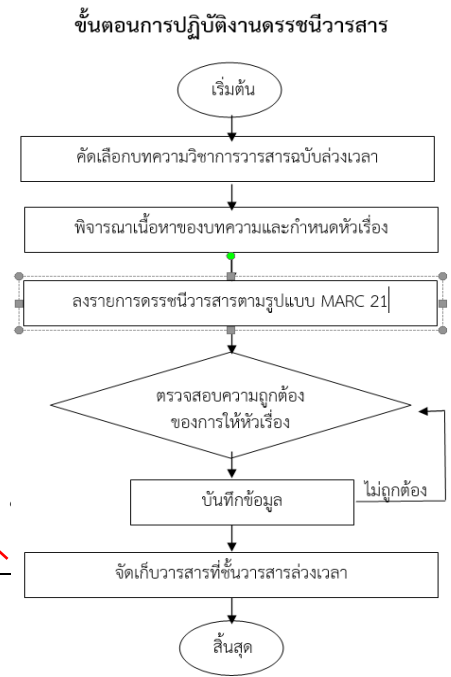 ขั้นตอนการปฏิบัติงานดรรชนีวารสาร
เริ่มต้น
คัดเลือกบทความวิชาการวารสารฉบับล่วงเวลา
พิจารณาเนื้อหาของบทความและกำหนดหัวเรื่อง
ลงรายการดรรชนีวารสารตามรูปแบบ MARC 21
ตรวจสอบความถูกต้อง
ของการให้หัวเรื่อง
ไม่ถูกต้อง
บันทึกข้อมูล
จัดเก็บวารสารที่ชั้นวารสารล่วงเวลา
สิ้นสุด